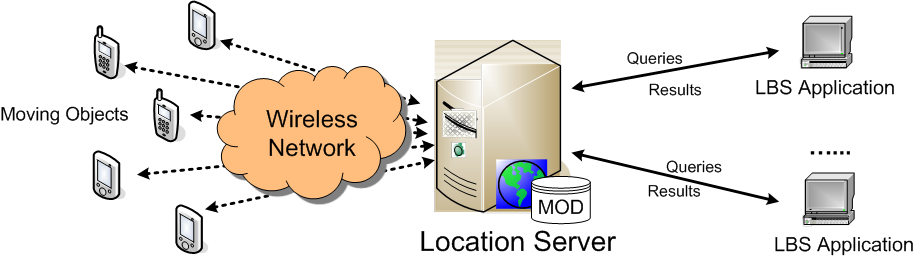 Moving Objects
Wireless
Network
MOD
Location Server
Queries
Results
LBS Application
......
Queries
Results
LBS Application